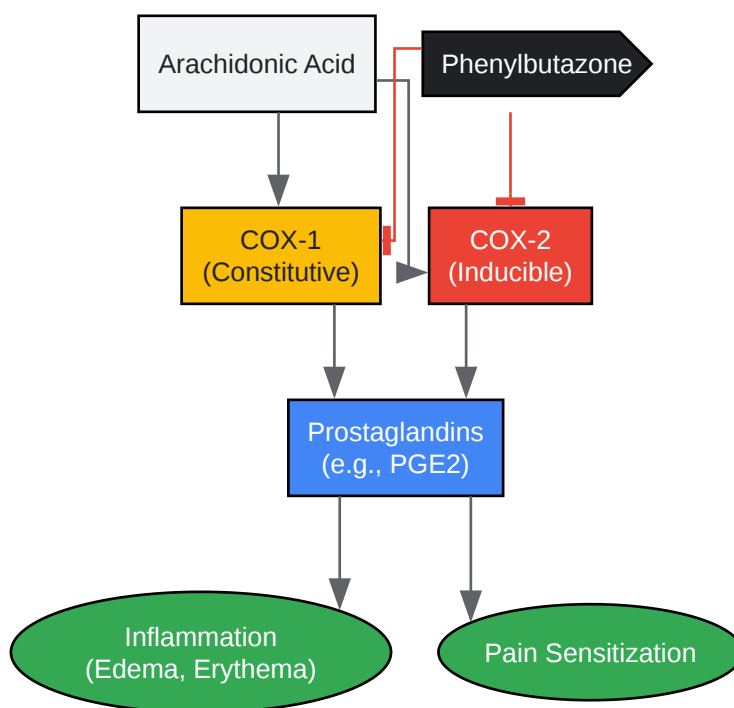 Arachidonic Acid
Phenylbutazone
COX-1
(Constitutive)
COX-2
(Inducible)
Prostaglandins
(e.g., PGE2)
Inflammation
(Edema, Erythema)
Pain Sensitization